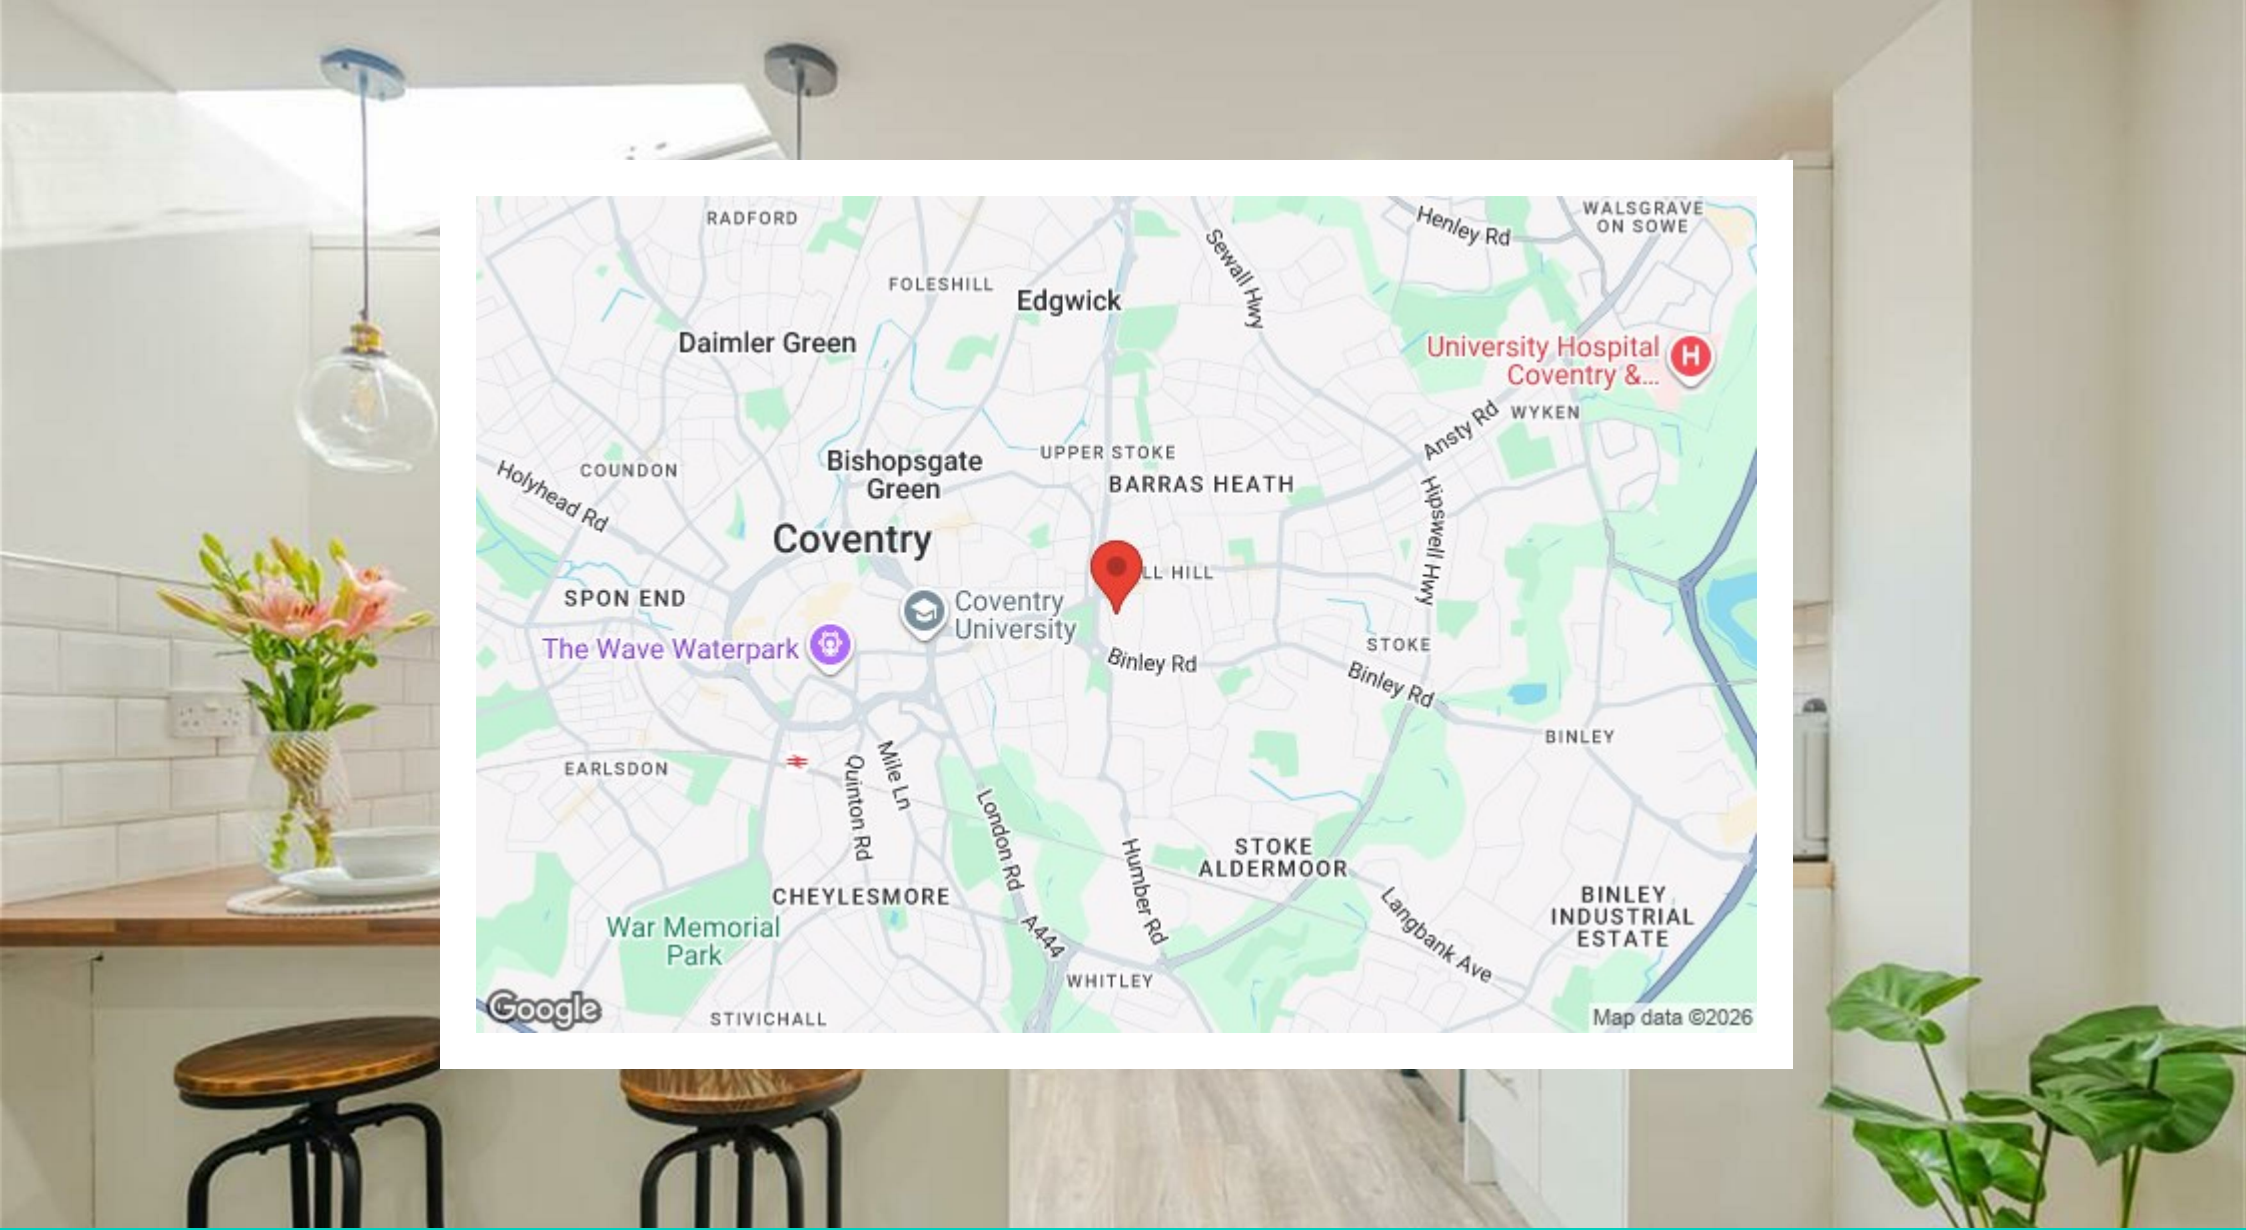 RADFORD
Henley Rd
WALSGRAVE
ON SOWE
Sewall Hwy
FOLESHILL
Edgwick
Daimler Green
University Hospital
Coventry &...
WYKEN
Ansty Rd
UPPER STOKE
Bishopsgate
Green
COUNDON
BARRAS HEATH
Holyhead Rd
Hipswell Hwy
Coventry
LL HILL
SPON END
Coventry
University
The Wave Waterpark
STOKE
Binley Rd
Binley Rd
BINLEY
EARLSDON
Mile Ln
Quinton Rd
London Rd
Humber Rd
STOKE
ALDERMOOR
CHEYLESMORE
Langbank Ave
BINLEY
INDUSTRIAL
ESTATE
War Memorial
Park
A444
WHITLEY
Google
STIVICHALL
Map data ©2026